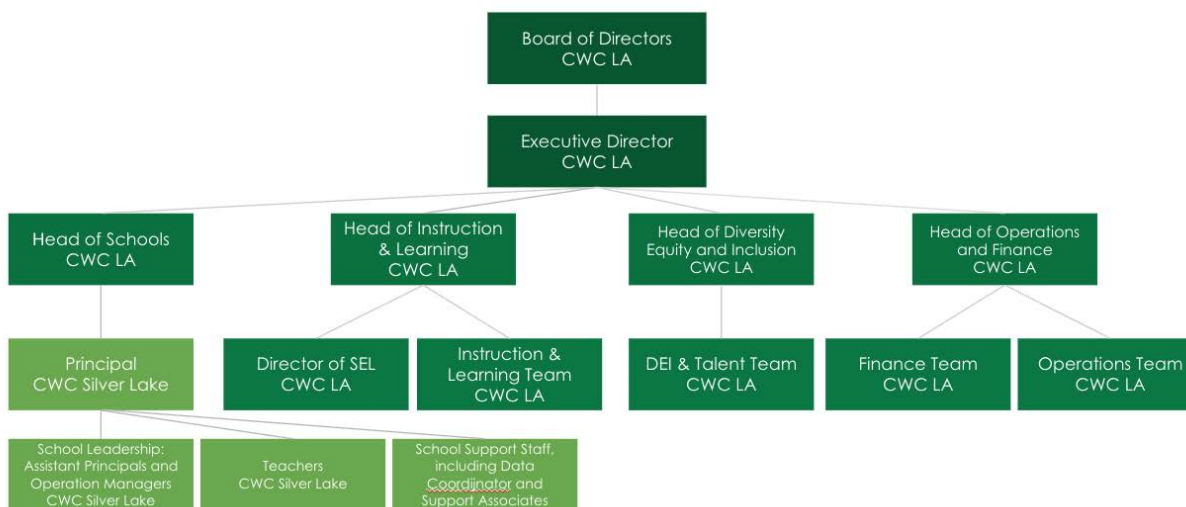 Board of Directors
CWC LA
Executive Director
CWC LA
Head of Schools
CWC LA
Head of Instruction
& Learning
CWC LA
Head of Diversity
Equity and Inclusion
CWC LA
Head of Operations
and Finance
CWC LA
Principal
CWC Silver Lake
Director of SEL
CWC LA
Instruction &
Learning Team
CWC LA
DEI & Talent Team
CWC LA
Finance Team
CWC LA
Operations Team
CWC LA
School Leadership:
Assistant Principals and
Operation Managers
CWC Silver Lake
Teachers
CWC Silver Lake
School Support Staff,
including Data
Coordijnator and
Support Associates